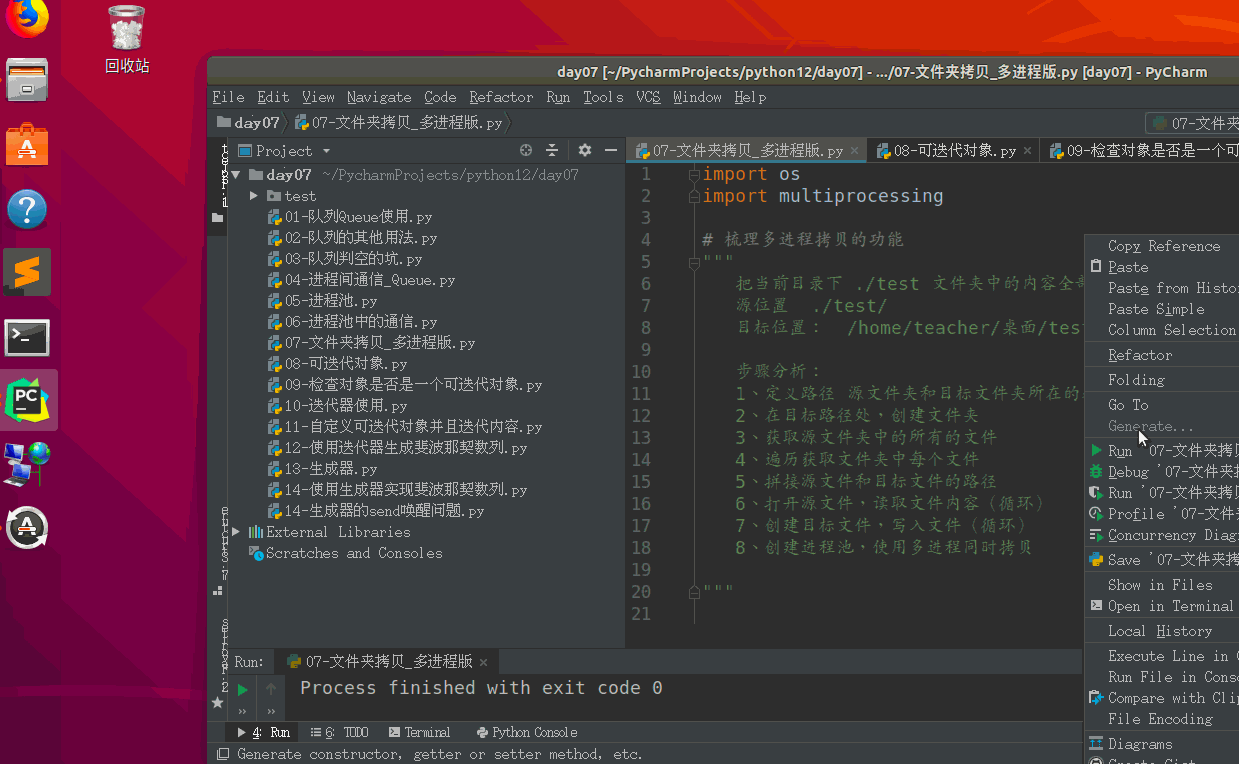 回收站
day07 [~/PycharmProjects/python12/day07] - .../07-文件夹拷贝_多进程版.py [day07] - PyCharm
File Edit View Navigate Code Refactor Run Tools VCS Window Help
day07 07-文件夹拷贝_多进程版.py 07-文件夹
Project 07-文件夹拷贝_多进程版.py 08-可迭代对象.py 09-检查对象是否是一个可
day07 ~/PycharmProjects/python12/day07
test
01-队列Queue使用.py
02-队列的其他用法.py
03-队列判空的坑.py
04-进程间通信_Queue.py
05-进程池.py
06-进程池中的通信.py
07-文件夹拷贝_多进程版.py
08-可迭代对象.py
09-检查对象是否是一个可迭代对象.py
10-迭代器使用.py
11-自定义可迭代对象并且迭代内容.py
12-使用迭代器生成斐波那契数列.py
13-生成器.py
14-使用生成器实现斐波那契数列.py
14-生成器的send唤醒问题.py
External Libraries
Scratches and Consoles
1 import os
2 import multiprocessing
3
4 # 梳理多进程拷贝的功能
5 """
6 把当前目录下 ./test 文件夹中的内容全
7 源位置 ./test/
8 目标位置： /home/teacher/桌面/tes
9
10 步骤分析：
11 1、定义路径 源文件夹和目标文件夹所在的
12 2、在目标路径处，创建文件夹
13 3、获取源文件夹中的所有的文件
14 4、遍历获取文件夹中每个文件
15 5、拼接源文件和目标文件的路径
16 6、打开源文件，读取文件内容（循环）
17 7、创建目标文件，写入文件（循环）
18 8、创建进程池，使用多进程同时拷贝
19
20 """
21
Copy Reference
Paste
Paste from Histo
Paste Simple
Column Selection
Refactor
Folding
Go To
Generate...
Run '07-文件夹拷
Debug '07-文件夹拷
Run '07-文件夹拷
Profile '07-文件夹
Concurrency Diag
Save '07-文件夹拷
Show in Files
Open in Terminal
Local History
Execute Line in
Run File in Cons
Compare with Cli
File Encoding
Diagrams
Run: 07-文件夹拷贝_多进程版
Process finished with exit code 0
4: Run 6: TODO Terminal Python Console
Generate constructor, getter or setter method, etc.